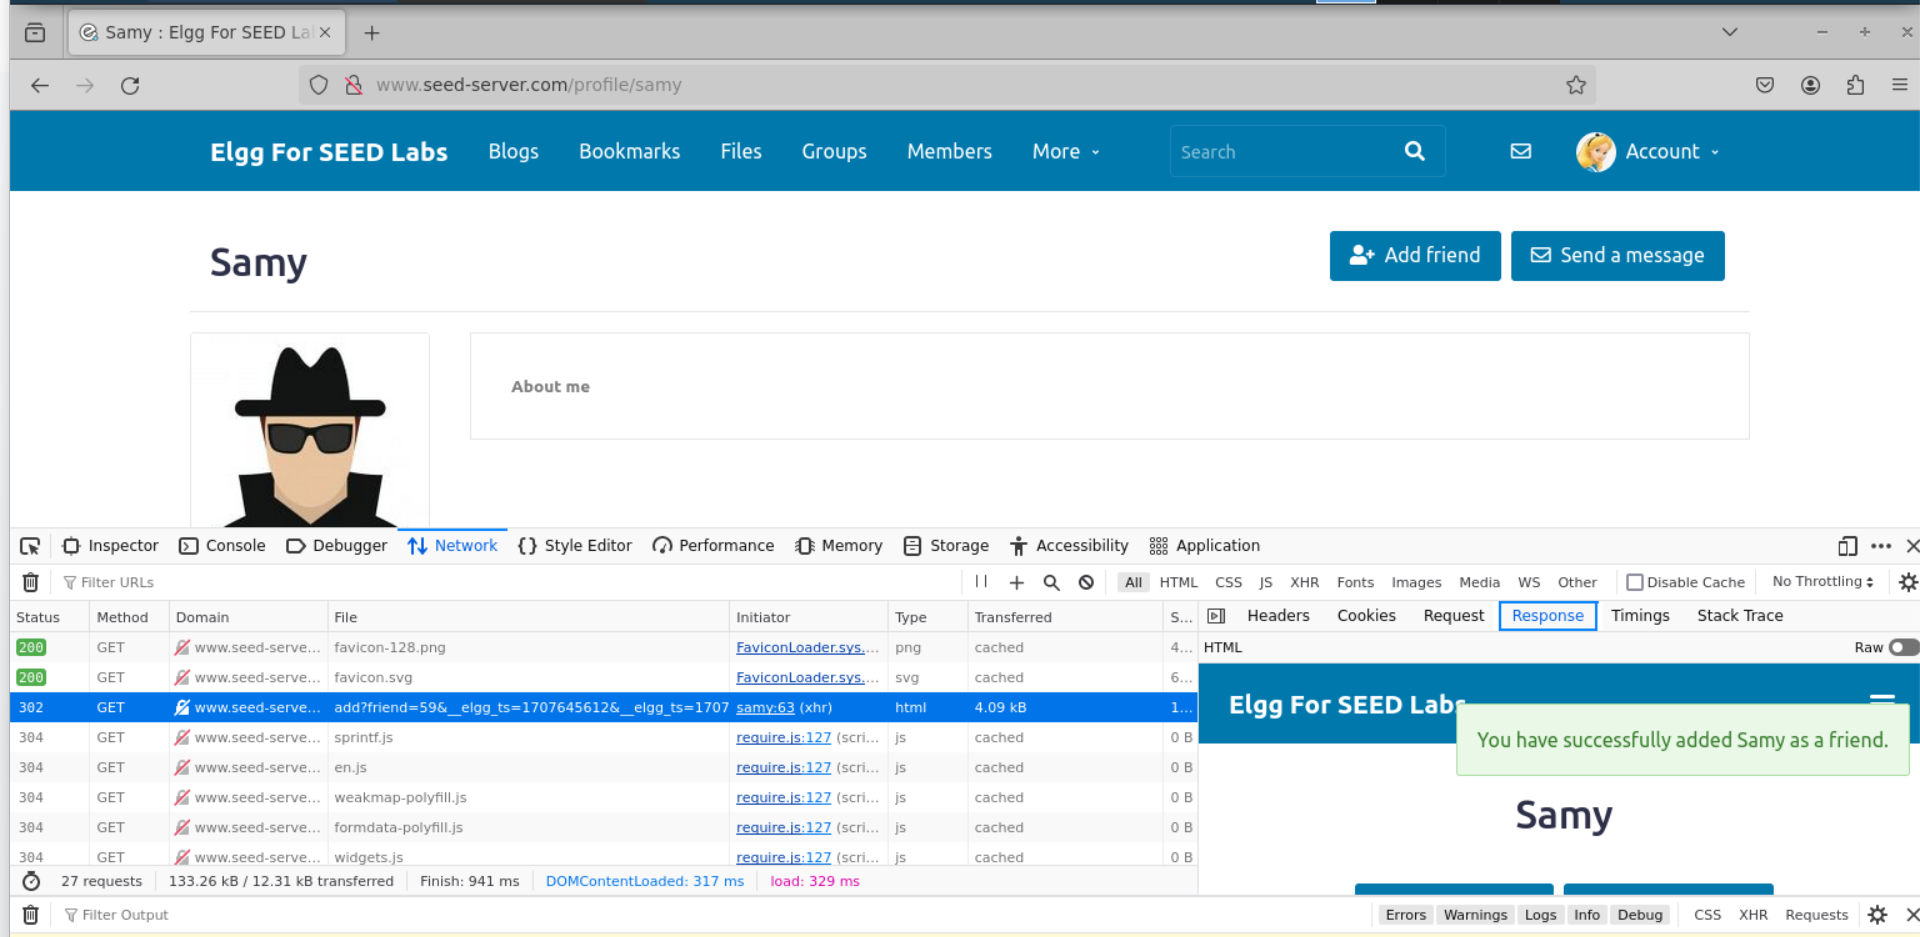 Samy : Elgg For SEED La
www.seed-server.com/profile/samy
Elgg For SEED Labs Blogs Bookmarks Files Groups Members More Search Account
Samy Add friend Send a message
About me
Inspector Console Debugger Network Style Editor Performance Memory Storage Accessibility Application
Filter URLs All HTML CSS JS XHR Fonts Images Media WS Other Disable Cache No Throttling
Status Method Domain File Initiator Type Transferred S... Headers Cookies Request Response Timings Stack Trace
200 GET www.seed-serve... favicon-128.png FaviconLoader.sys.... png cached 4... HTML Raw
200 GET www.seed-serve... favicon.svg FaviconLoader.sys.... svg cached 6...
302 GET www.seed-serve... add?friend=59&__elgg_ts=1707645612&__elgg_ts=1707 samy:63 (xhr) html 4.09 kB 1... Elgg For SEED Labs
304 GET www.seed-serve... sprintf.js require.js:127 (scri... js cached 0 B You have successfully added Samy as a friend.
304 GET www.seed-serve... en.js require.js:127 (scri... js cached 0 B
304 GET www.seed-serve... weakmap-polyfill.js require.js:127 (scri... js cached 0 B Samy
304 GET www.seed-serve... formdata-polyfill.js require.js:127 (scri... js cached 0 B
304 GET www.seed-serve... widgets.js require.js:127 (scri... js cached 0 B
27 requests 133.26 kB / 12.31 kB transferred Finish: 941 ms DOMContentLoaded: 317 ms load: 329 ms
Filter Output Errors Warnings Logs Info Debug CSS XHR Requests